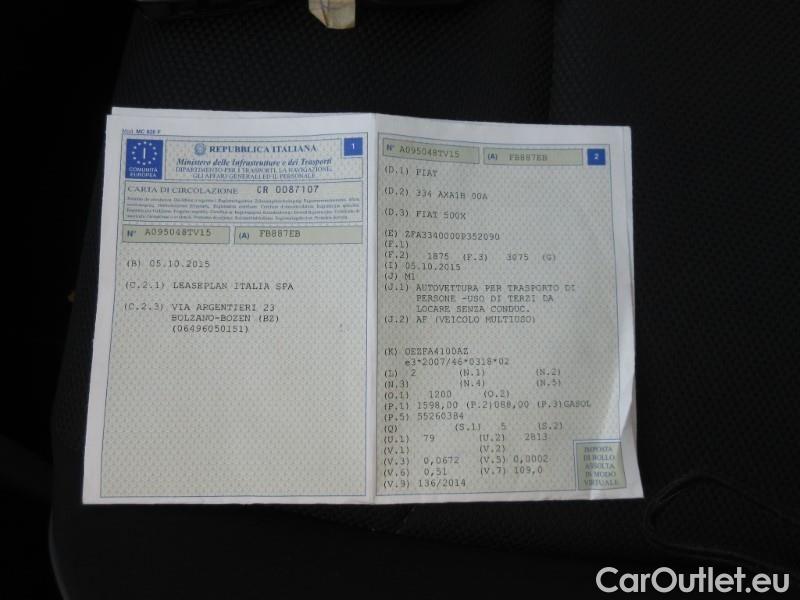 Mod. MC 820 F
I
COMUNITÀ
EUROPEA
REPUBBLICA ITALIANA
1
Ministero delle Infrastrutture e dei Trasporti
DIPARTIMENTO PER I TRASPORTI, LA NAVIGAZIONE,
GLI AFFARI GENERALI ED IL PERSONALE
CARTA DI CIRCOLAZIONE CR 0087107
N° A095048TV15 (A) FB887EB
(B) 05.10.2015
(C.2.1) LEASEPLAN ITALIA SPA
(C.2.3) VIA ARGENTIERI 23
BOLZANO-BOZEN (BZ)
(06496050151)
N° A095048TV15 (A) FB887EB 2
(D.1) FIAT
(D.2) 334 AXA1B 00A
(D.3) FIAT 500X
(E) ZFA3340000P352090
(F.1)
(F.2) 1875 (F.3) 3075 (G)
(I) 05.10.2015
(J) M1
(J.1) AUTOVETTURA PER TRASPORTO DI
PERSONE -USO DI TERZI DA
LOCARE SENZA CONDUC.
(J.2) AF (VEICOLO MULTIUSO)
(K) OEZFA4100AZ
e3*2007/46*0318*02
(L) 2 (N.1) (N.2)
(N.3) (N.4) (N.5)
(O.1) 1200 (O.2)
(P.1) 1598,00 (P.2)088,00 (P.3)GASOL
(P.5) 55260384
(Q) (S.1) 5 (S.2)
(U.1) 79 (U.2) 2813
(V.1) (V.2)
(V.3) 0,0672 (V.5) 0,0002
(V.6) 0,51 (V.7) 109,0
(V.9) 136/2014
IMPOSTA
DI BOLLO
ASSOLTA
IN MODO
VIRTUALE
CarOutlet.eu